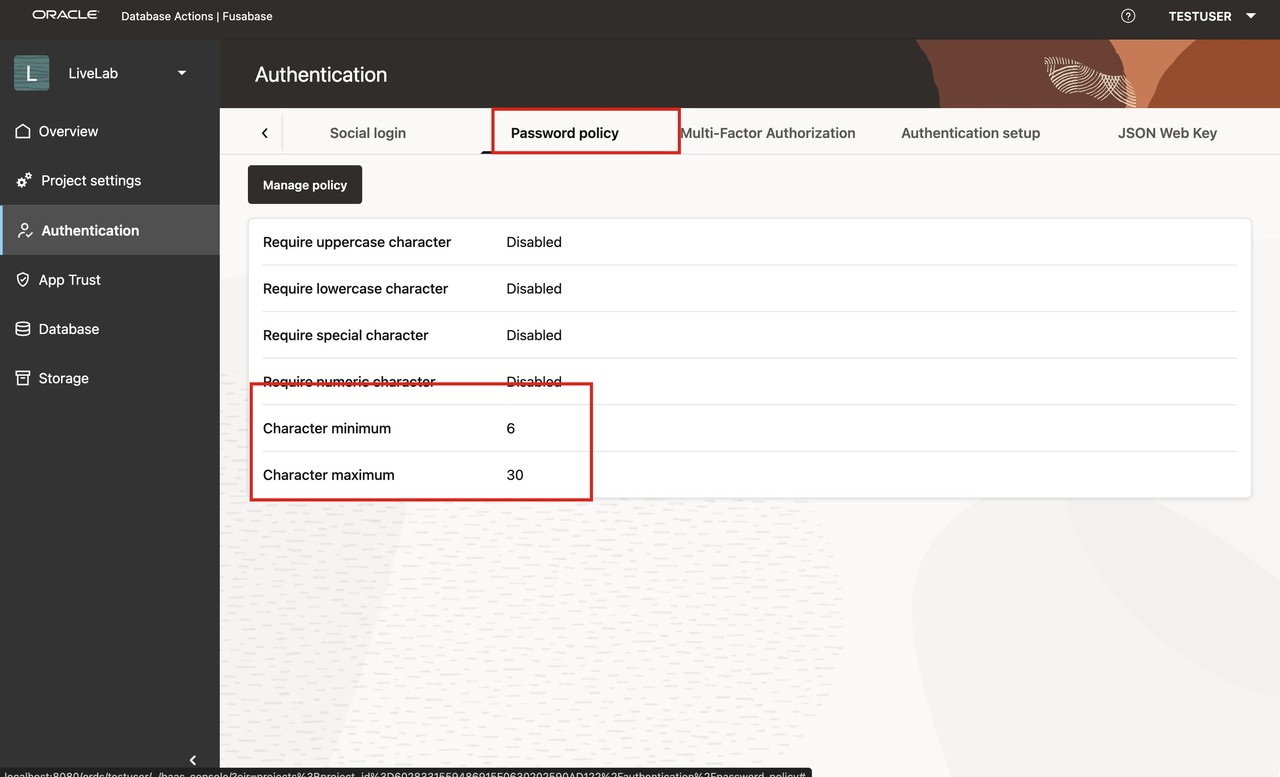 ORACLE Database Actions | Fusabase
TESTUSER
L LiveLab
Authentication
Overview
Project settings
Authentication
App Trust
Database
Storage
Social login Password policy Multi-Factor Authorization Authentication setup JSON Web Key
Manage policy
Require uppercase character Disabled
Require lowercase character Disabled
Require special character Disabled
Require numeric character Disabled
Character minimum 6
Character maximum 30